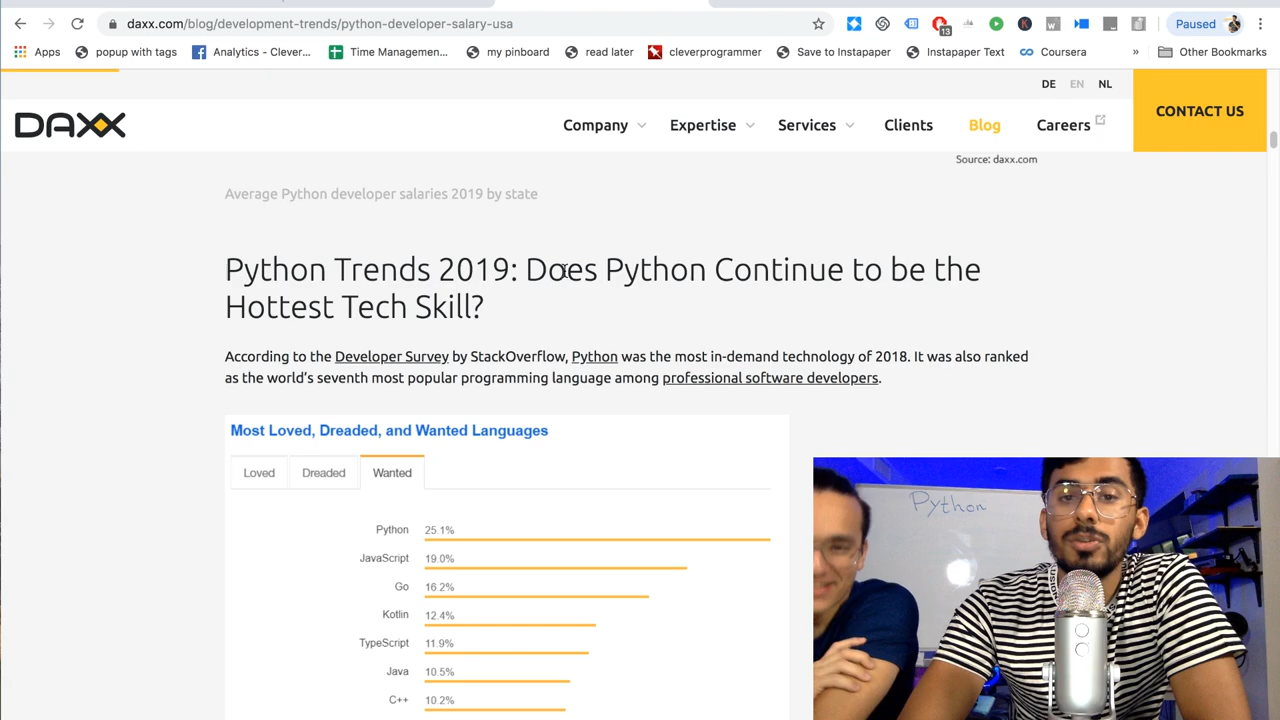 daxx.com/blog/development-trends/python-developer-salary-usa
13
Paused
Apps
popup with tags
Analytics - Clever...
Time Managemen...
my pinboard
read later
cleverprogrammer
Save to Instapaper
Instapaper Text
Coursera
»
Other Bookmarks
DE EN NL
DAXX
Company
Expertise
Services
Clients
Blog
Careers
CONTACT US
Source: daxx.com
Average Python developer salaries 2019 by state
Python Trends 2019: Does Python Continue to be the
Hottest Tech Skill?
According to the Developer Survey by StackOverflow, Python was the most in-demand technology of 2018. It was also ranked
as the world's seventh most popular programming language among professional software developers.
Most Loved, Dreaded, and Wanted Languages
Loved Dreaded Wanted
Python 25.1%
JavaScript 19.0%
Go 16.2%
Kotlin 12.4%
TypeScript 11.9%
Java 10.5%
C++ 10.2%
Python